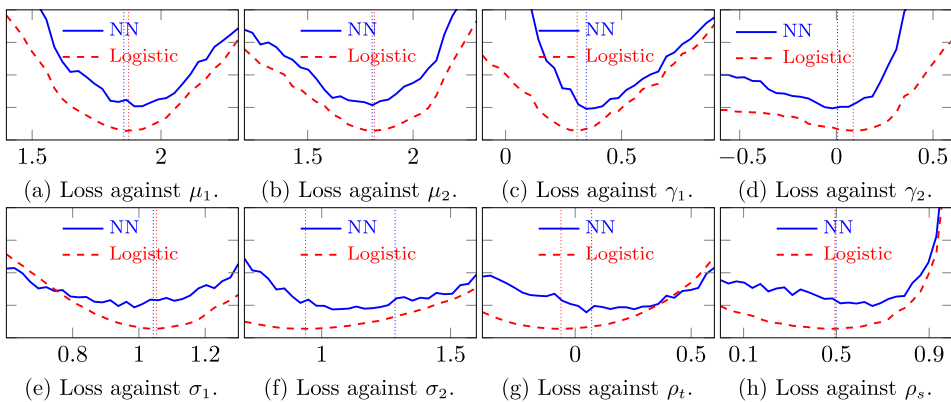 NN NN NN NN
Logistic Logistic Logistic Logistic
1.5 2 1.5 2 0 0.5 −0.5 0 0.5
(a) Loss against μ₁. (b) Loss against μ₂. (c) Loss against γ₁. (d) Loss against γ₂.
NN NN NN NN
Logistic Logistic Logistic Logistic
0.8 1 1.2 1 1.5 0 0.5 0.1 0.5 0.9
(e) Loss against σ₁. (f) Loss against σ₂. (g) Loss against ρₜ. (h) Loss against ρₛ.